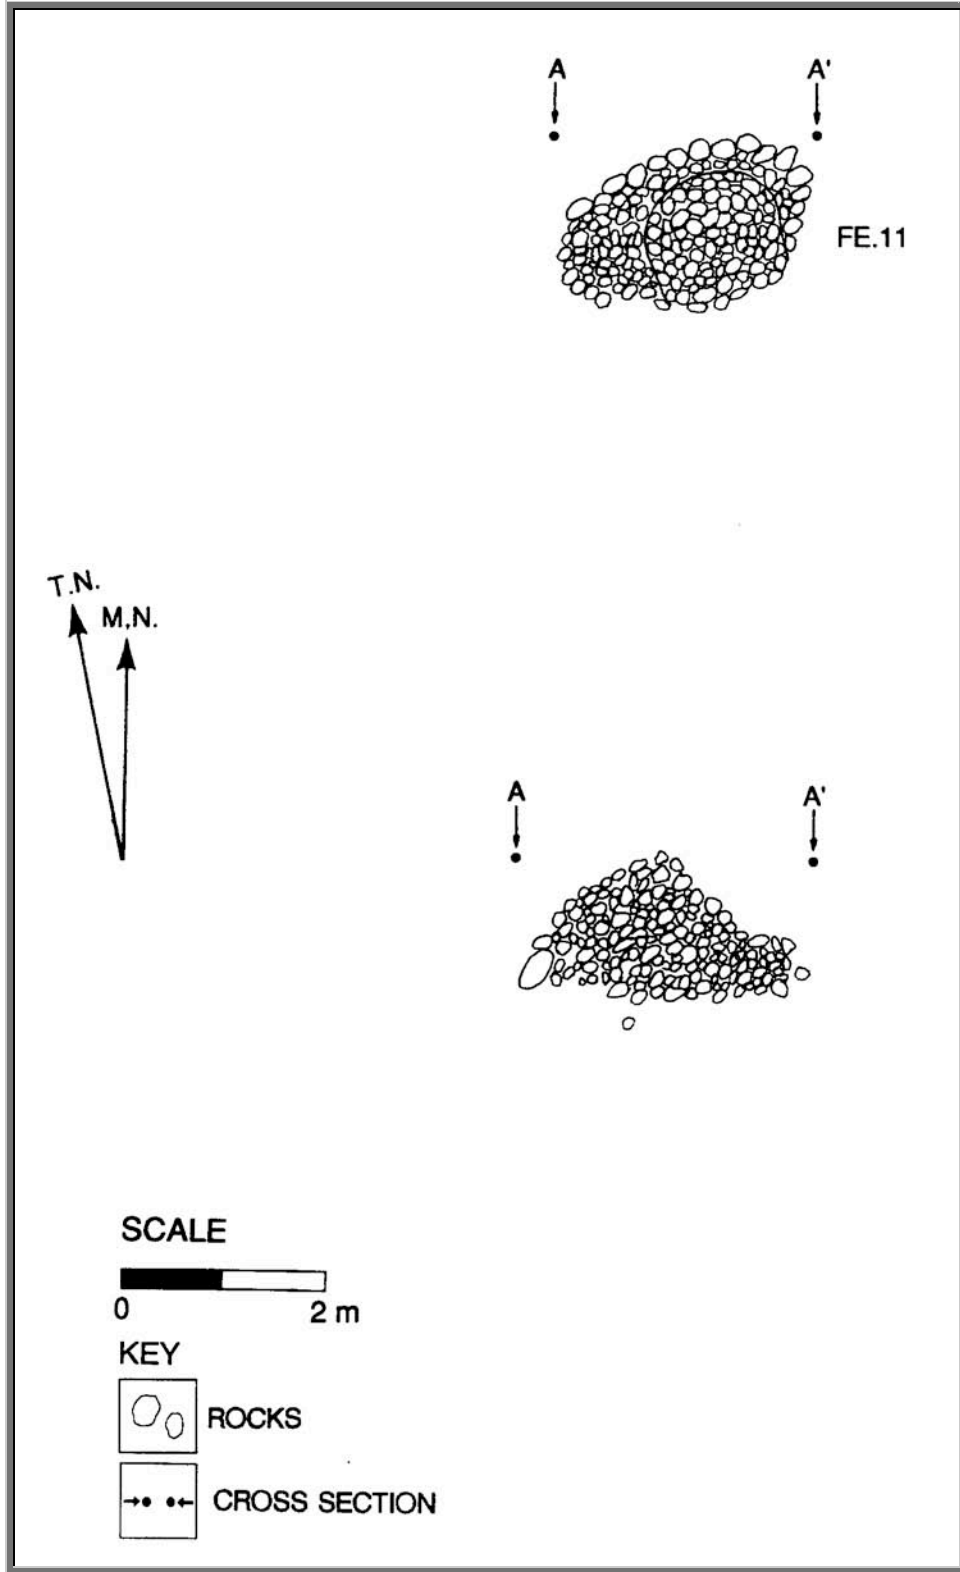 A A'
FE.11
T.N.
M.N.
A A'
SCALE
0 2 m
KEY
ROCKS
CROSS SECTION